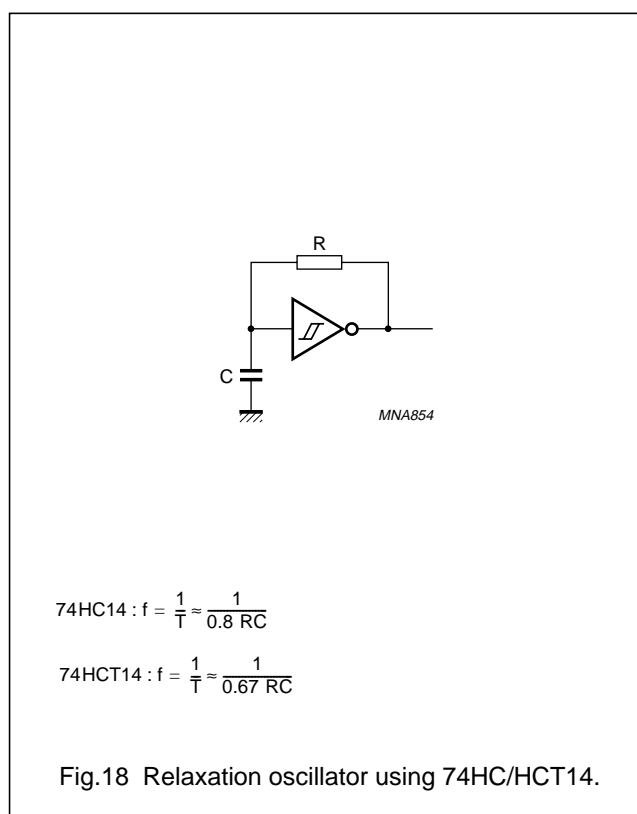 R
C
MNA854
74HC14 : f = 1/T ≈ 1/0.8 RC
74HCT14 : f = 1/T ≈ 1/0.67 RC
Fig.18 Relaxation oscillator using 74HC/HCT14.